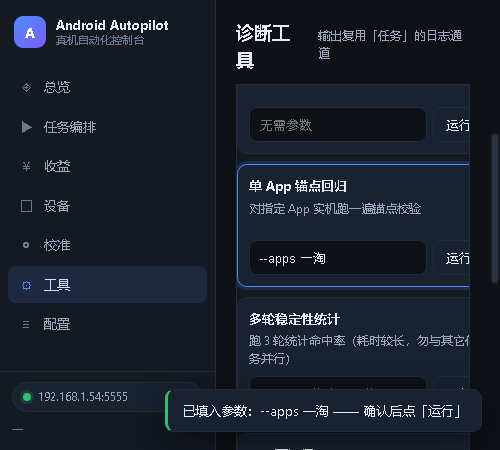 A
Android Autopilot
真机自动化控制台
总览
任务编排
¥ 收益
设备
校准
工具
配置
192.168.1.54:5555
—
诊断工具
输出复用「任务」的日志通道
无需参数
运行
单 App 锚点回归
对指定 App 实机跑一遍锚点校验
--apps 一淘
运行
多轮稳定性统计
跑 3 轮统计命中率（耗时较长，勿与其它任
务并行）
已填入参数：--apps 一淘 —— 确认后点「运行」